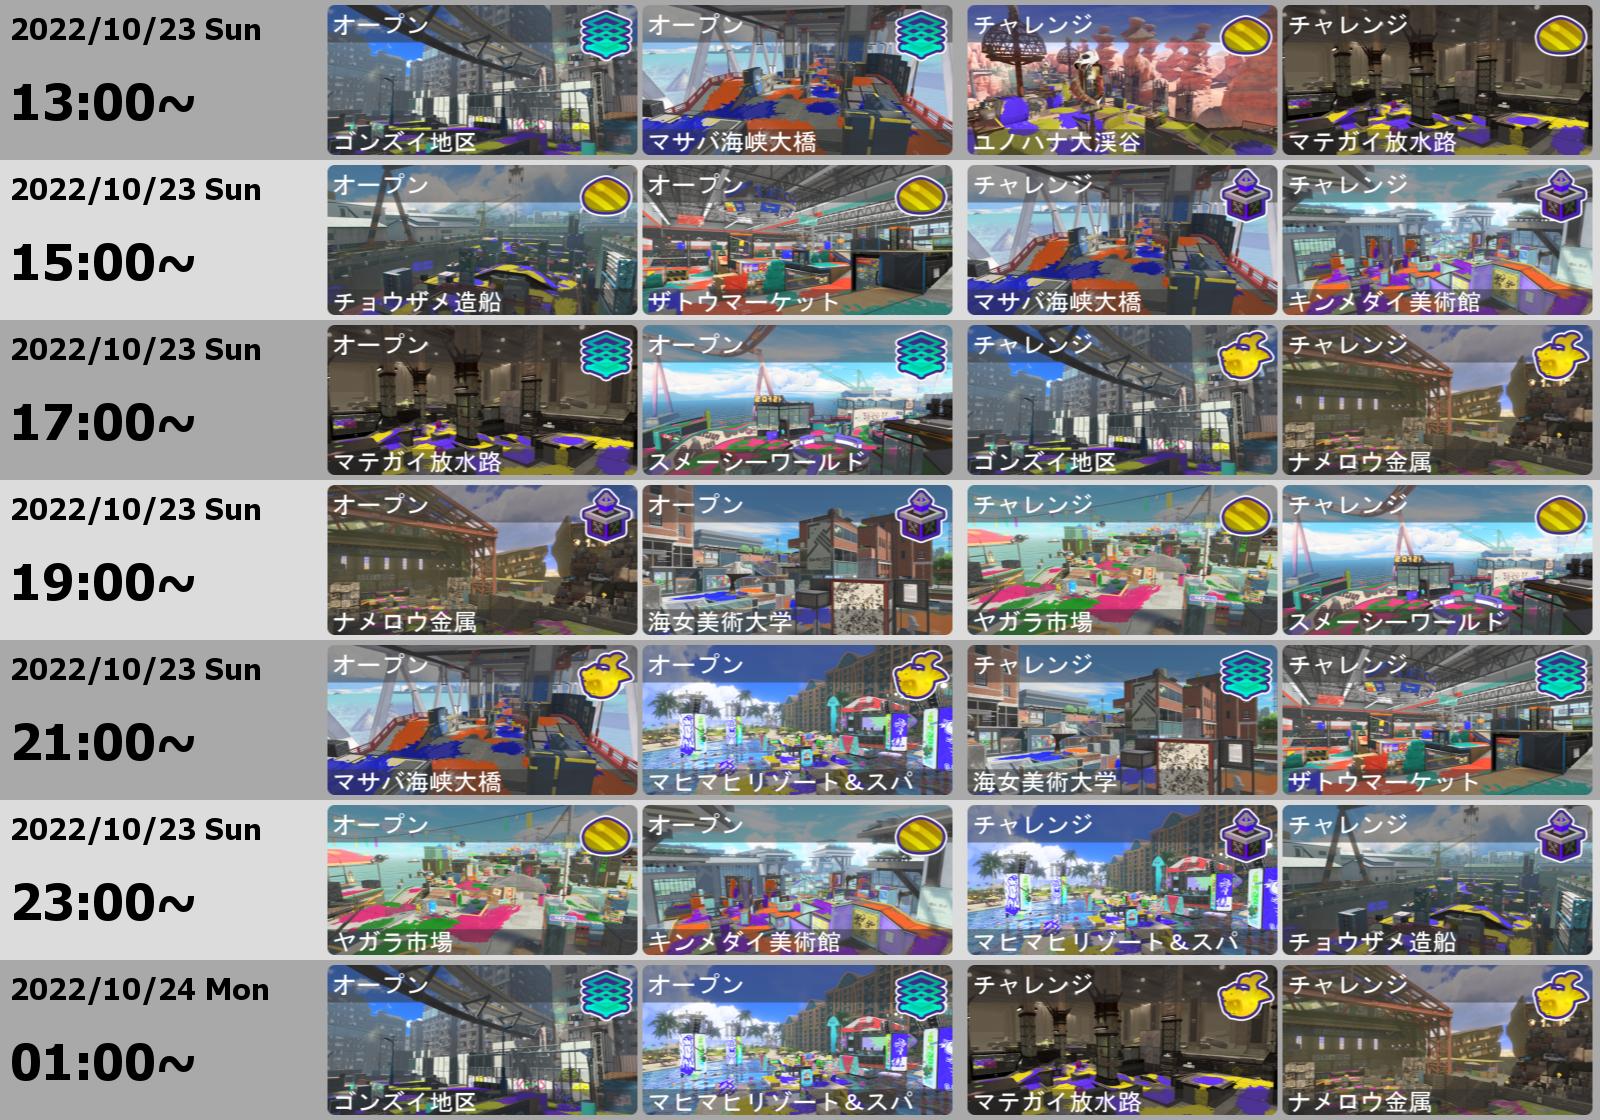 2022/10/23 Sun
13:00~
オープン
ゴンズイ地区
オープン
マサバ海峡大橋
チャレンジ
ユノハナ大渓谷
チャレンジ
マテガイ放水路
2022/10/23 Sun
15:00~
オープン
チョウザメ造船
オープン
ザトウマーケット
チャレンジ
マサバ海峡大橋
チャレンジ
キンメダイ美術館
2022/10/23 Sun
17:00~
オープン
マテガイ放水路
オープン
スメーシーワールド
チャレンジ
ゴンズイ地区
チャレンジ
ナメロウ金属
2022/10/23 Sun
19:00~
オープン
ナメロウ金属
オープン
海女美術大学
チャレンジ
ヤガラ市場
チャレンジ
スメーシーワールド
2022/10/23 Sun
21:00~
オープン
マサバ海峡大橋
オープン
マヒマヒリゾート&スパ
チャレンジ
海女美術大学
チャレンジ
ザトウマーケット
2022/10/23 Sun
23:00~
オープン
ヤガラ市場
オープン
キンメダイ美術館
チャレンジ
マヒマヒリゾート&スパ
チャレンジ
チョウザメ造船
2022/10/24 Mon
01:00~
オープン
ゴンズイ地区
オープン
マヒマヒリゾート&スパ
チャレンジ
マテガイ放水路
チャレンジ
ナメロウ金属